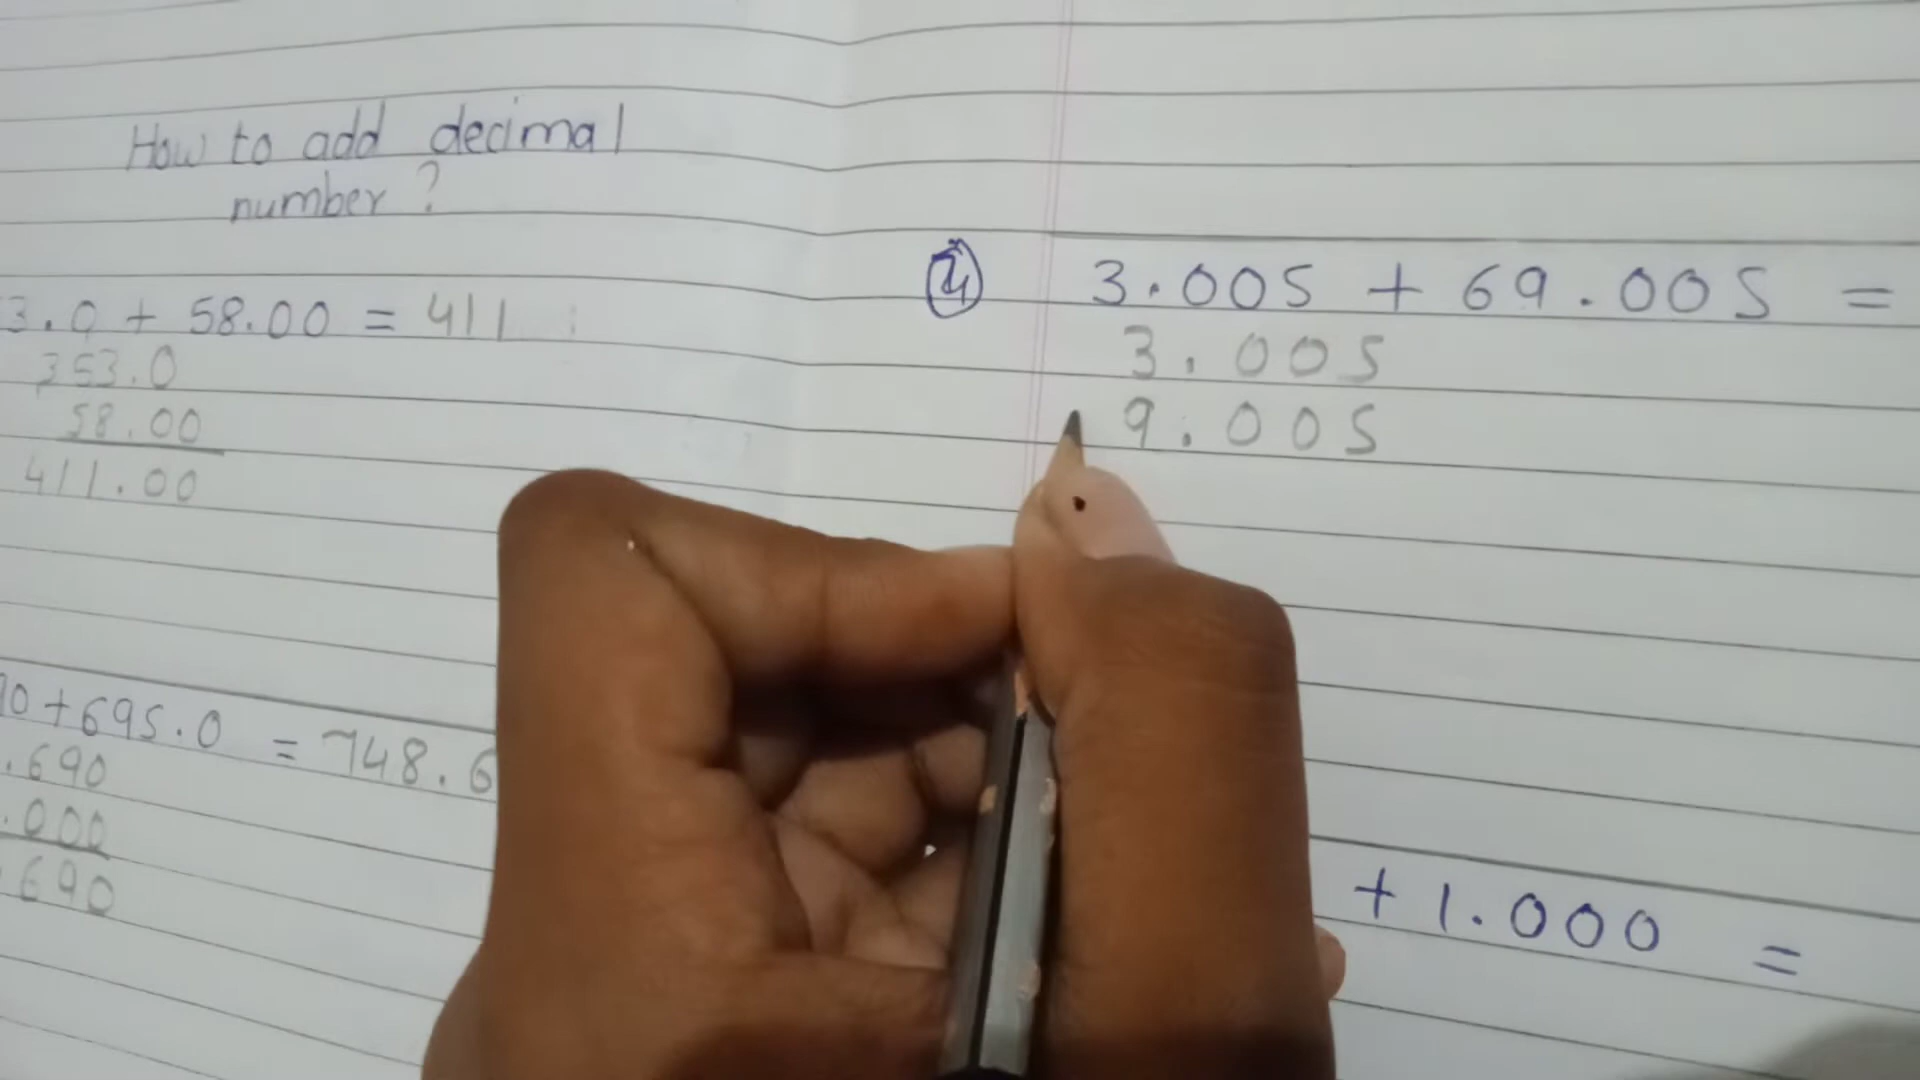 How to add decimal
number?
3.0 + 58.00 = 411
353.0
58.00
411.00
90 + 695.0 = 748.6
.690
.000
.690
4 3.005 + 69.005 =
3.005
9.005
+ 1.000 =